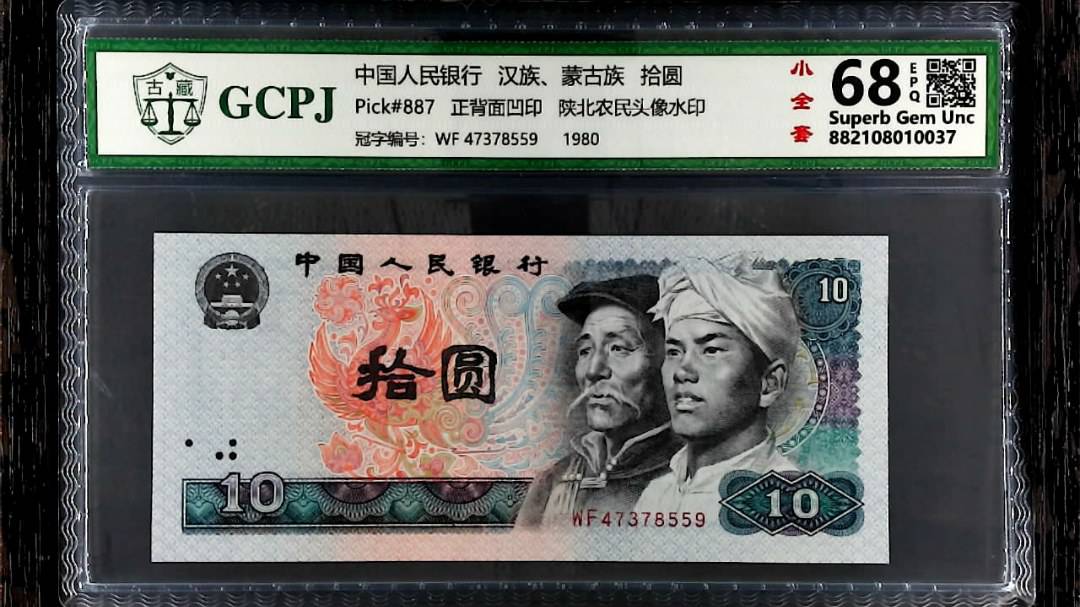 古藏
GCPJ
中国人民银行 汉族、蒙古族 拾圆
Pick#887 正背面凹印 陕北农民头像水印
冠字编号：WF 47378559 1980
小全套
68 EPQ
Superb Gem Unc
882108010037
中国人民银行
10
拾圆
10
WF47378559
10